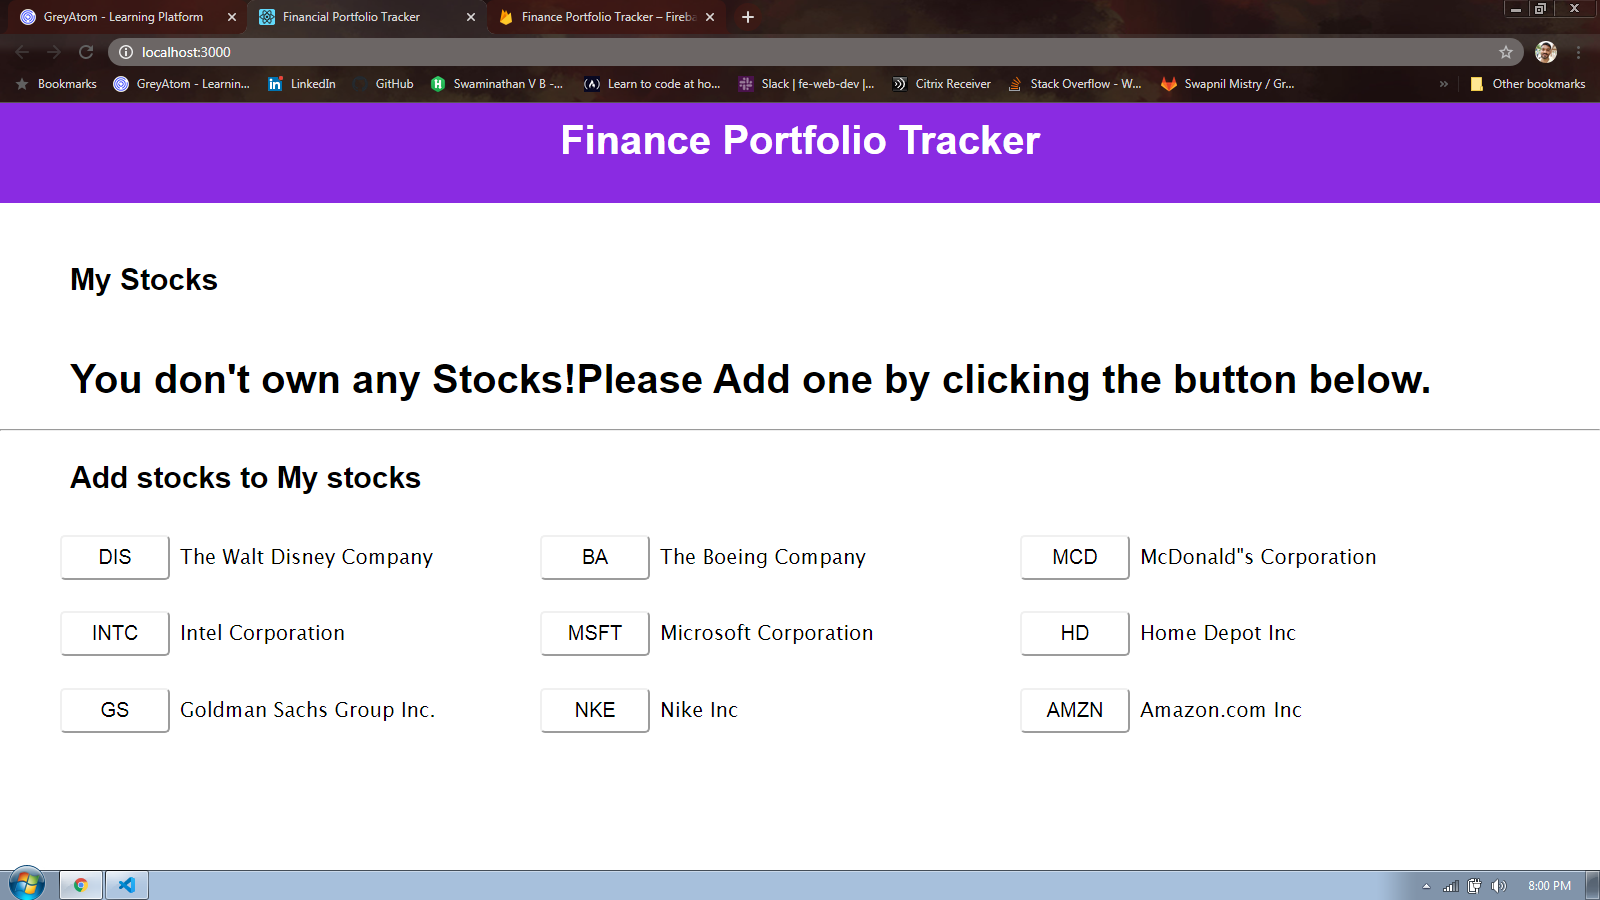 GreyAtom - Learning Platform
Financial Portfolio Tracker
Finance Portfolio Tracker – Fireba
localhost:3000
Bookmarks
GreyAtom - Learnin...
LinkedIn
GitHub
Swaminathan V B -...
Learn to code at ho...
Slack | fe-web-dev |...
Citrix Receiver
Stack Overflow - W...
Swapnil Mistry / Gr...
Other bookmarks
Finance Portfolio Tracker
My Stocks
You don't own any Stocks!Please Add one by clicking the button below.
Add stocks to My stocks
DIS The Walt Disney Company
BA The Boeing Company
MCD McDonald"s Corporation
INTC Intel Corporation
MSFT Microsoft Corporation
HD Home Depot Inc
GS Goldman Sachs Group Inc.
NKE Nike Inc
AMZN Amazon.com Inc
8:00 PM